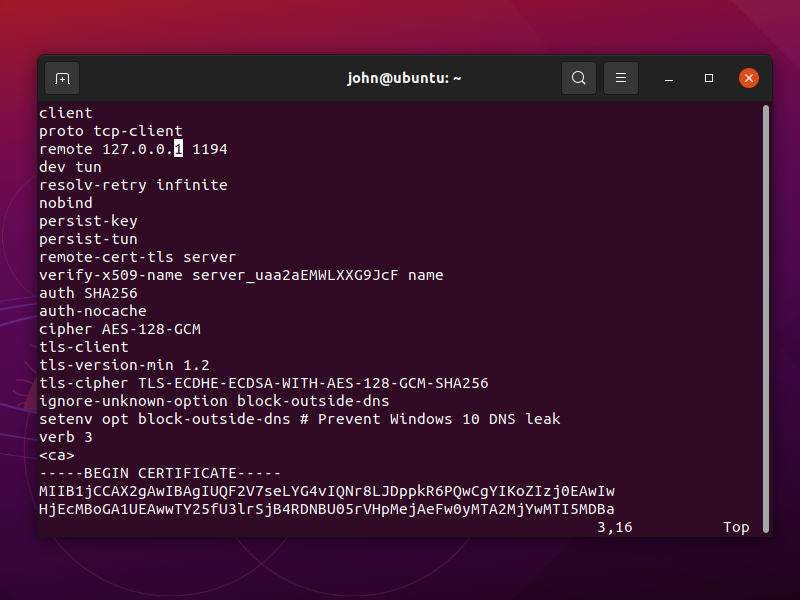 john@ubuntu: ~
client
proto tcp-client
remote 127.0.0.1 1194
dev tun
resolv-retry infinite
nobind
persist-key
persist-tun
remote-cert-tls server
verify-x509-name server_uaa2aEMWLXXG9JcF name
auth SHA256
auth-nocache
cipher AES-128-GCM
tls-client
tls-version-min 1.2
tls-cipher TLS-ECDHE-ECDSA-WITH-AES-128-GCM-SHA256
ignore-unknown-option block-outside-dns
setenv opt block-outside-dns # Prevent Windows 10 DNS leak
verb 3
<ca>
-----BEGIN CERTIFICATE-----
MIIB1jCCAX2gAwIBAgIUQF2V7seLYG4vIQNr8LJDppkR6PQwCgYIKoZIzj0EAwIw
HjEcMBoGA1UEAwwTY25fU3lrSjB4RDNBU05rVHpMejAeFw0yMTA2MjYwMTI5MDBa
3,16 Top